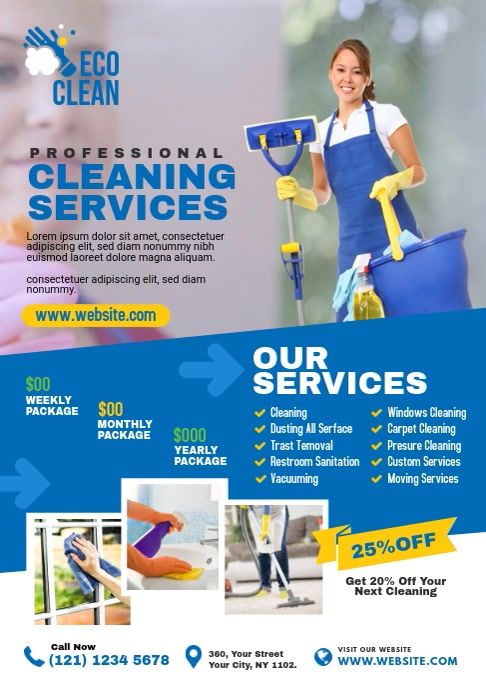 ECO
CLEAN
PROFESSIONAL
CLEANING
SERVICES
Lorem ipsum dolor sit amet, consectetuer
adipiscing elit, sed diam nonummy nibh
euismod laoreet dolore magna aliquam.
consectetuer adipiscing elit, sed diam
nonummy.
www.website.com
$00
WEEKLY
PACKAGE
$00
MONTHLY
PACKAGE
$000
YEARLY
PACKAGE
OUR
SERVICES
Cleaning
Dusting All Serface
Trast Temoval
Restroom Sanitation
Vacuuming
Windows Cleaning
Carpet Cleaning
Presure Cleaning
Custom Services
Moving Services
25%OFF
Get 20% Off Your
Next Cleaning
Call Now
(121) 1234 5678
360, Your Street
Your City, NY 1102.
VISIT OUR WEBSITE
WWW.WEBSITE.COM